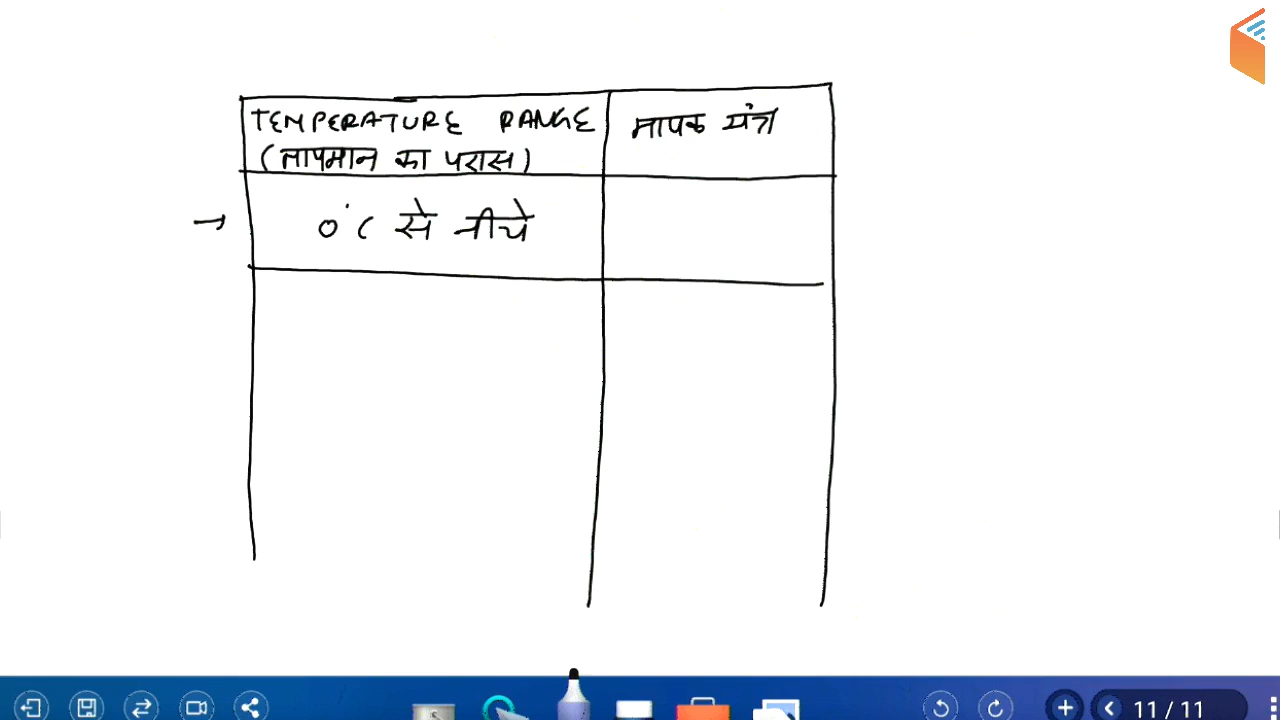 TEMPERATURE RANGE
(तापमान का परास)
मापक यंत्र
→ 0°C से नीचे
11 / 11